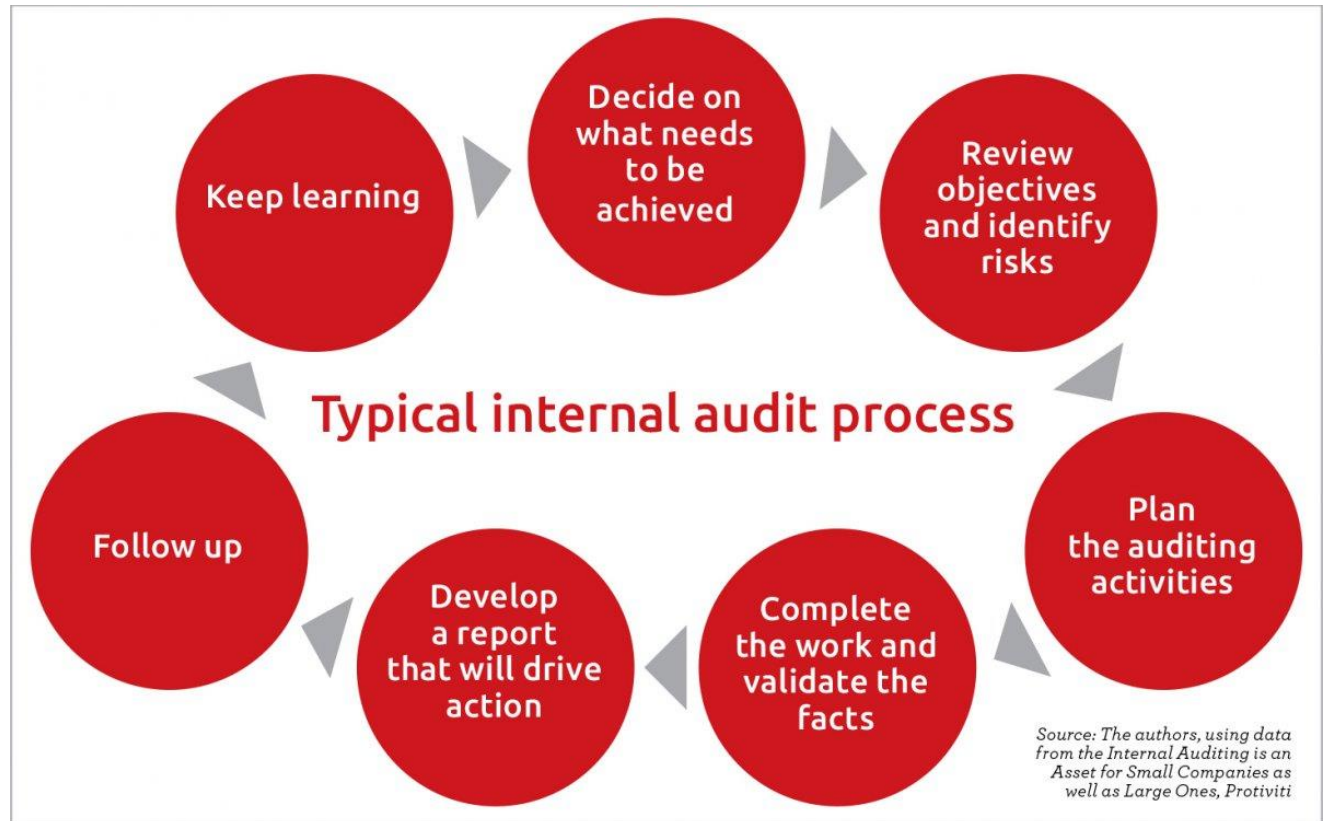 Decide on
what needs
to be
achieved
Review
objectives
and identify
risks
Keep learning
Typical internal audit process
Plan
the auditing
activities
Follow up
Develop
a report
that will drive
action
Complete
the work and
validate the
facts
Source: The authors, using data
from the Internal Auditing is an
Asset for Small Companies as
well as Large Ones, Protiviti